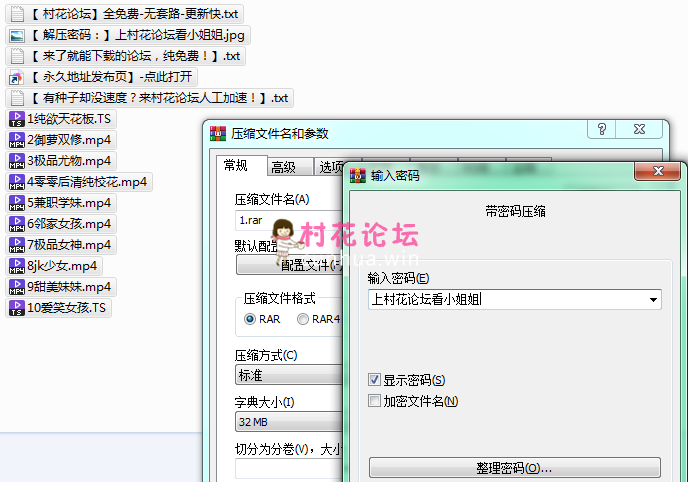 【 村花论坛】全免费-无套路-更新快.txt
【 解压密码：】上村花论坛看小姐姐.jpg
【 来了就能下载的论坛，纯免费！】.txt
【 永久地址发布页】-点此打开
【 有种子却没速度？来村花论坛人工加速！】.txt
1纯欲天花板.TS
2御萝双修.mp4
3极品尤物.mp4
4零零后清纯校花.mp4
5兼职学妹.mp4
6邻家女孩.mp4
7极品女神.mp4
8jk少女.mp4
9甜美妹妹.mp4
10爱笑女孩.TS
压缩文件名和参数
常规
高级
选项
压缩文件名(A)
1.rar
默认配置
配置文件(F)
压缩文件格式
RAR
RAR4
压缩方式(C)
标准
字典大小(I)
32 MB
切分为分卷(V)，大小
村花论坛
hua.win
输入密码
带密码压缩
输入密码(E)
上村花论坛看小姐姐
显示密码(S)
加密文件名(N)
整理密码(O)...